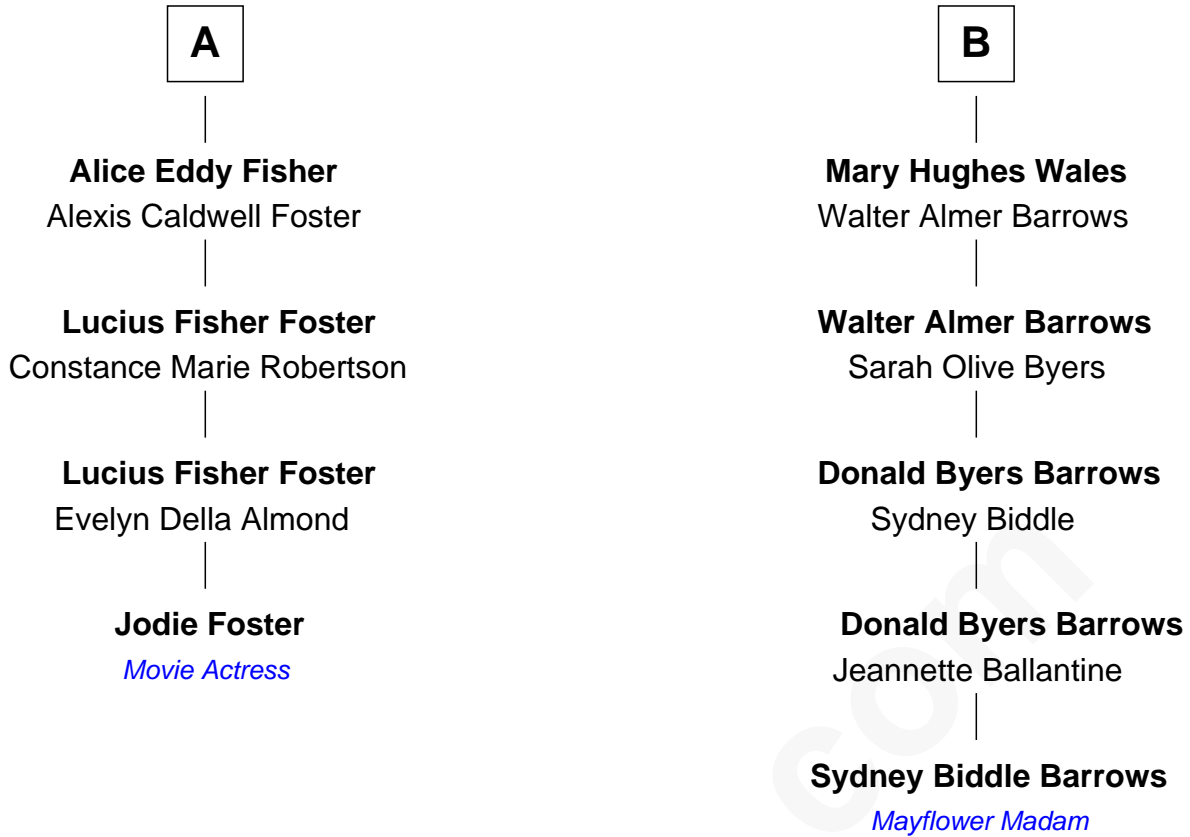 A
Alice Eddy Fisher
Alexis Caldwell Foster
Lucius Fisher Foster
Constance Marie Robertson
Lucius Fisher Foster
Evelyn Della Almond
Jodie Foster
Movie Actress
B
Mary Hughes Wales
Walter Almer Barrows
Walter Almer Barrows
Sarah Olive Byers
Donald Byers Barrows
Sydney Biddle
Donald Byers Barrows
Jeannette Ballantine
Sydney Biddle Barrows
Mayflower Madam
com